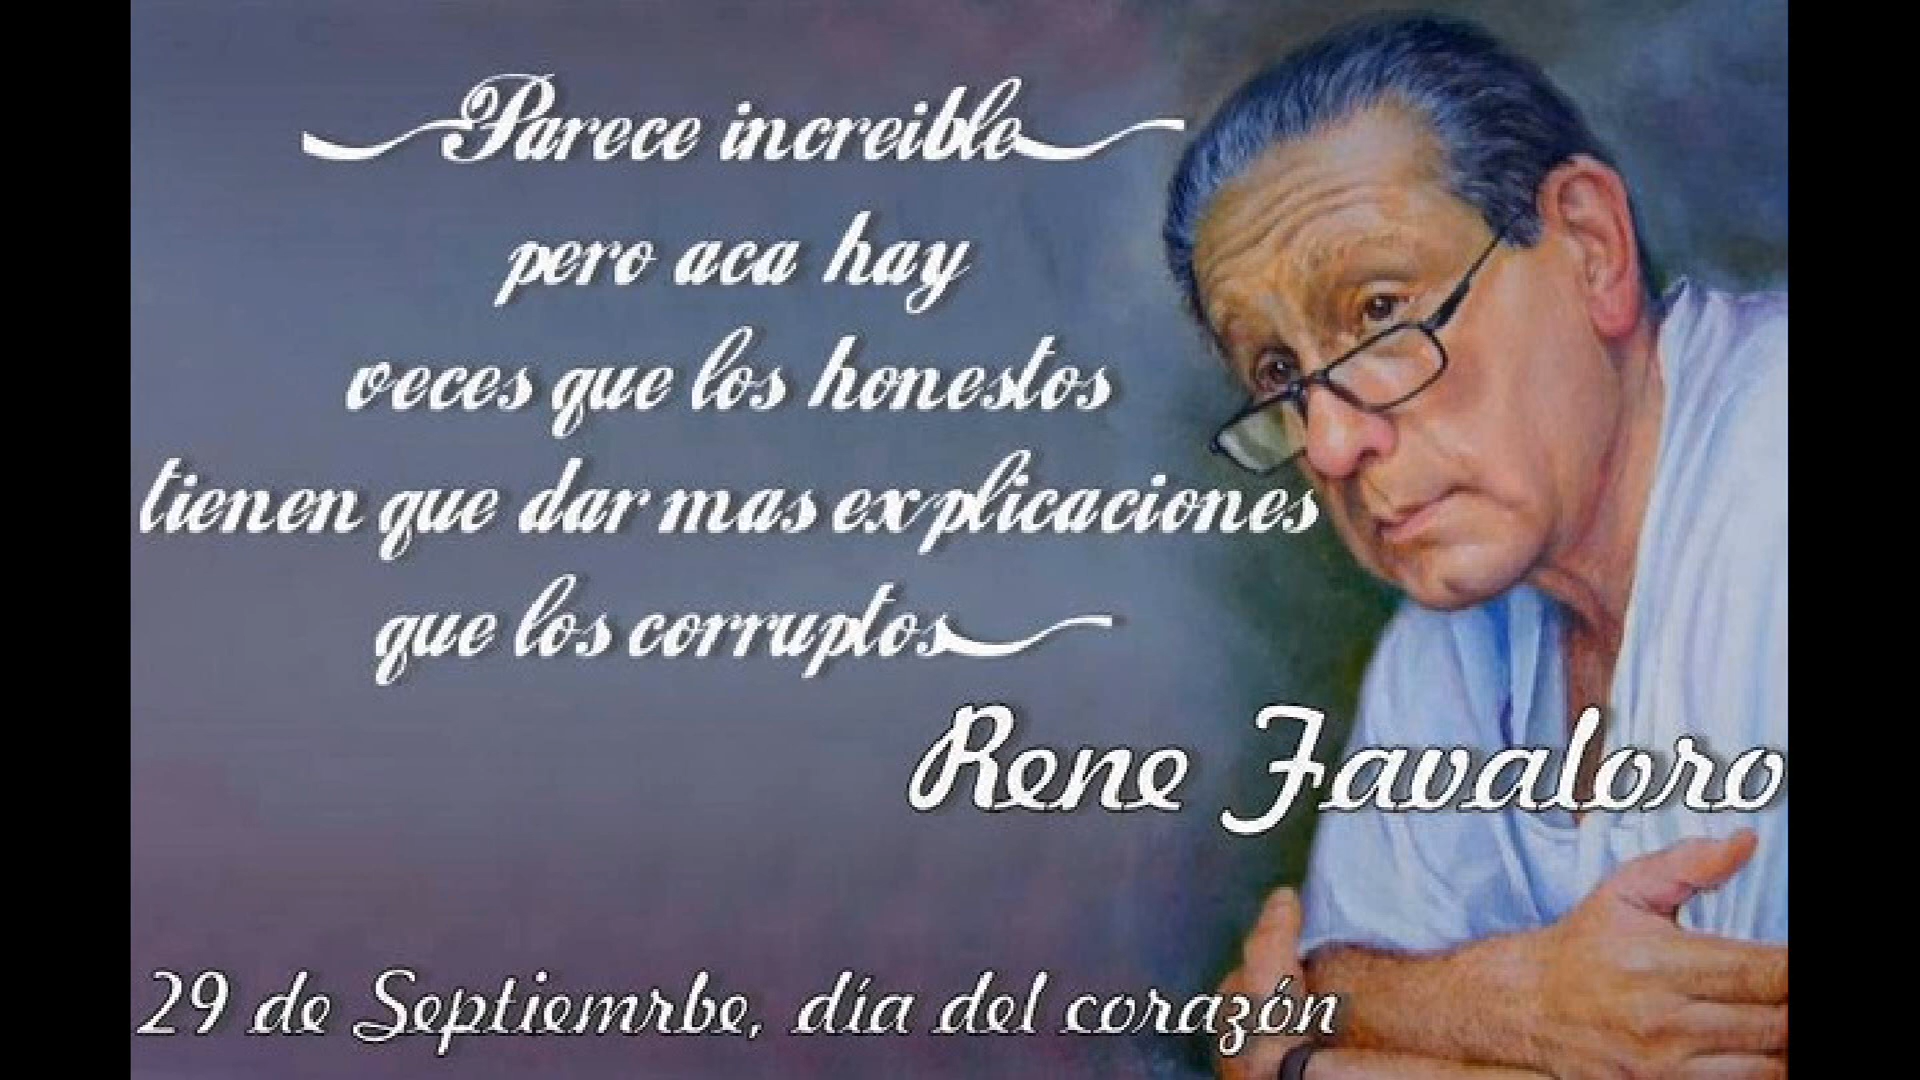 Parece increible
pero aca hay
veces que los honestos
tienen que dar mas explicaciones
que los corruptos
Rene Favaloro
29 de Septiemrbe, día del corazón